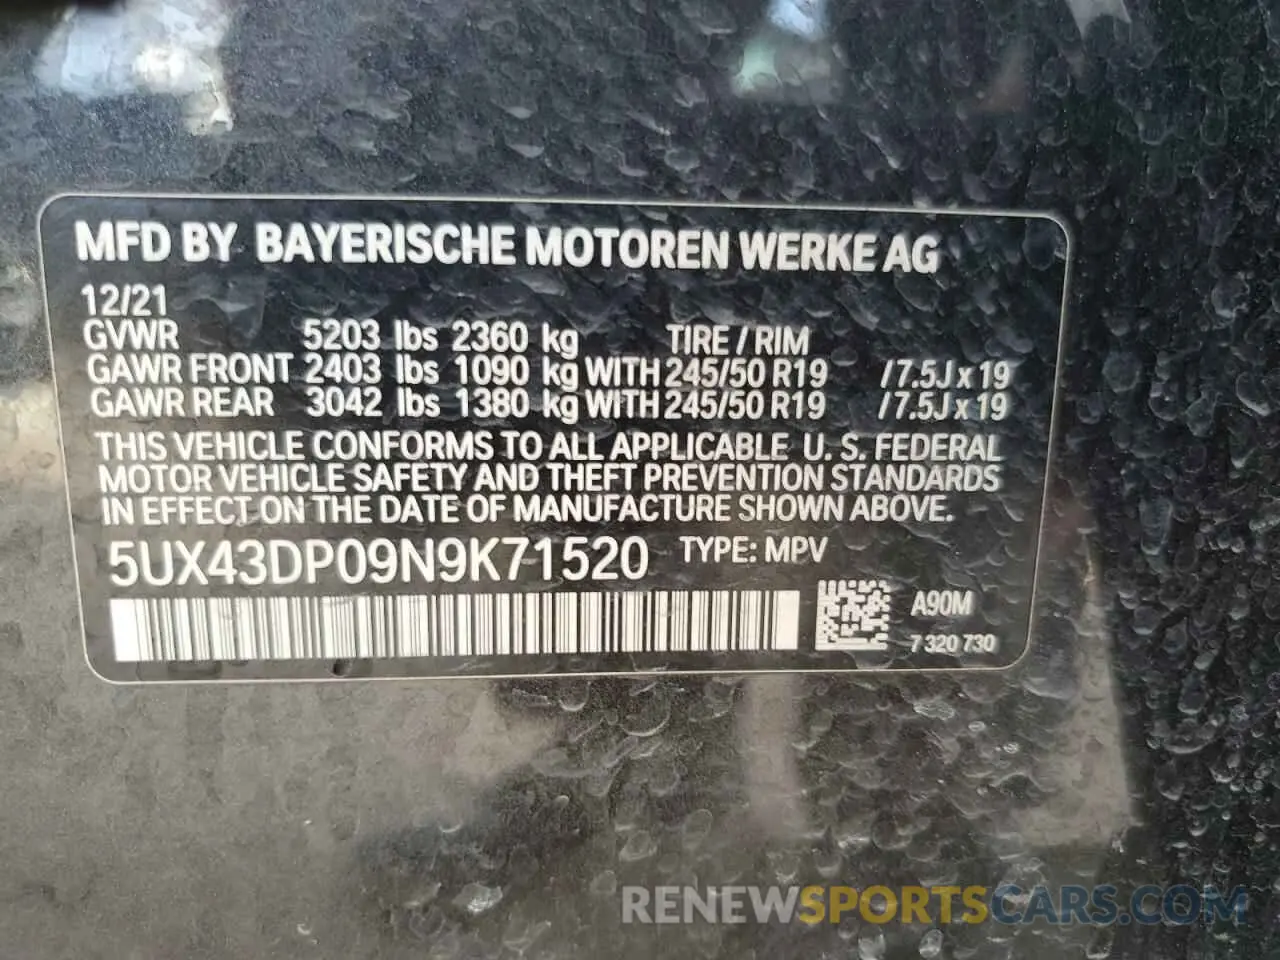 MFD BY BAYERISCHE MOTOREN WERKE AG
12/21
GVWR 5203 lbs 2360 kg TIRE / RIM
GAWR FRONT 2403 lbs 1090 kg WITH 245/50 R19 / 7.5J x 19
GAWR REAR 3042 lbs 1380 kg WITH 245/50 R19 / 7.5J x 19
THIS VEHICLE CONFORMS TO ALL APPLICABLE U. S. FEDERAL
MOTOR VEHICLE SAFETY AND THEFT PREVENTION STANDARDS
IN EFFECT ON THE DATE OF MANUFACTURE SHOWN ABOVE.
5UX43DP09N9K71520 TYPE: MPV
A90M
7 320 730
RENEWSPORTSCARS.COM